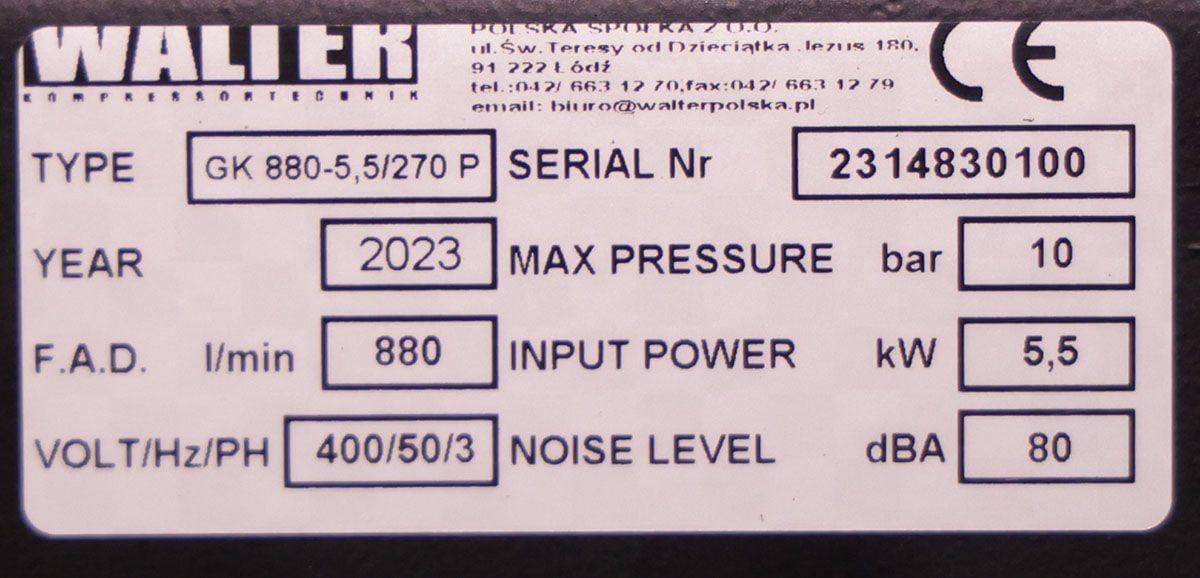 WALTER
KOMPRESSORTECHNIK
POLSKA SPÓŁKA Z O.O.
ul.Św.Teresy od Dzieciątka Jezus 180,
91 222 Łódź
tel.:042/ 663 12 70,fax:042/ 663 12 79
email: biuro@walterpolska.pl
CE
TYPE GK 880-5,5/270 P SERIAL Nr 2314830100
YEAR 2023 MAX PRESSURE bar 10
F.A.D. l/min 880 INPUT POWER kW 5,5
VOLT/Hz/PH 400/50/3 NOISE LEVEL dBA 80